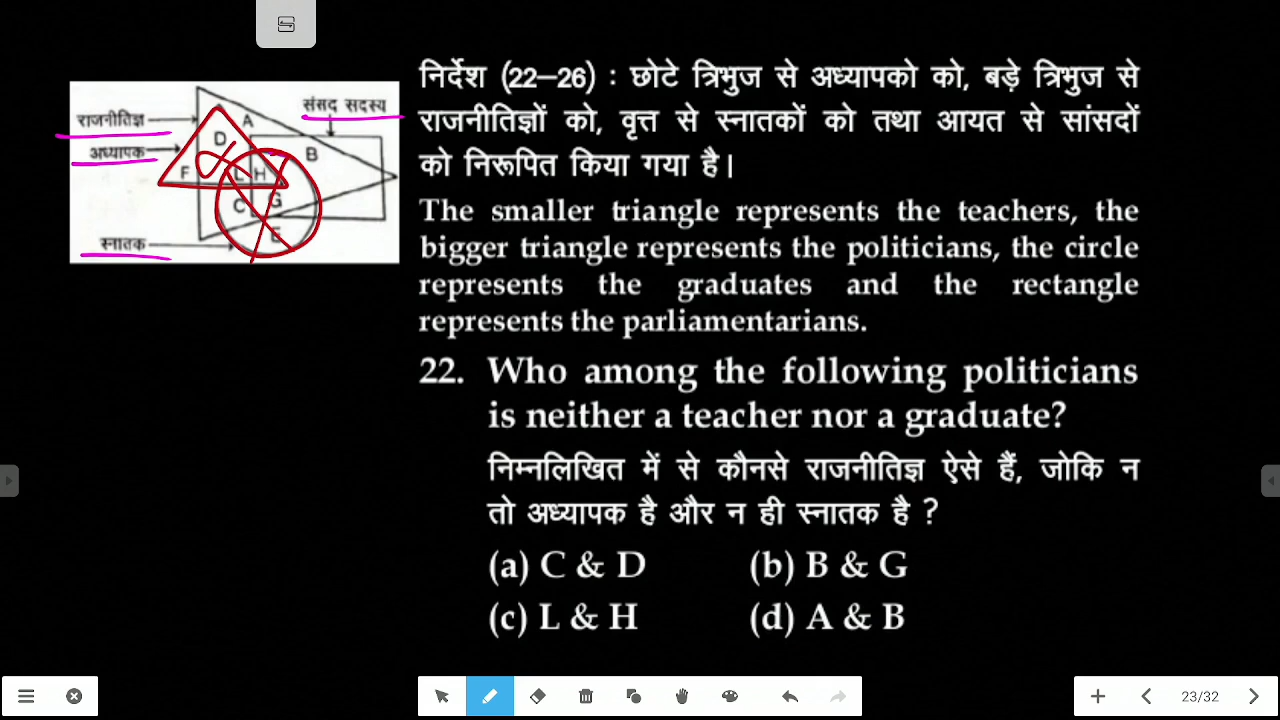 राजनीतिज्ञ
संसद सदस्य
A
अध्यापक
D
B
F
L H
C G
स्नातक
E
निर्देश (22–26) : छोटे त्रिभुज से अध्यापको को, बड़े त्रिभुज से
राजनीतिज्ञों को, वृत्त से स्नातकों को तथा आयत से सांसदों
को निरूपित किया गया है।
The smaller triangle represents the teachers, the
bigger triangle represents the politicians, the circle
represents the graduates and the rectangle
represents the parliamentarians.
22. Who among the following politicians
is neither a teacher nor a graduate?
निम्नलिखित में से कौनसे राजनीतिज्ञ ऐसे हैं, जोकि न
तो अध्यापक है और न ही स्नातक है ?
(a) C & D (b) B & G
(c) L & H (d) A & B
23/32